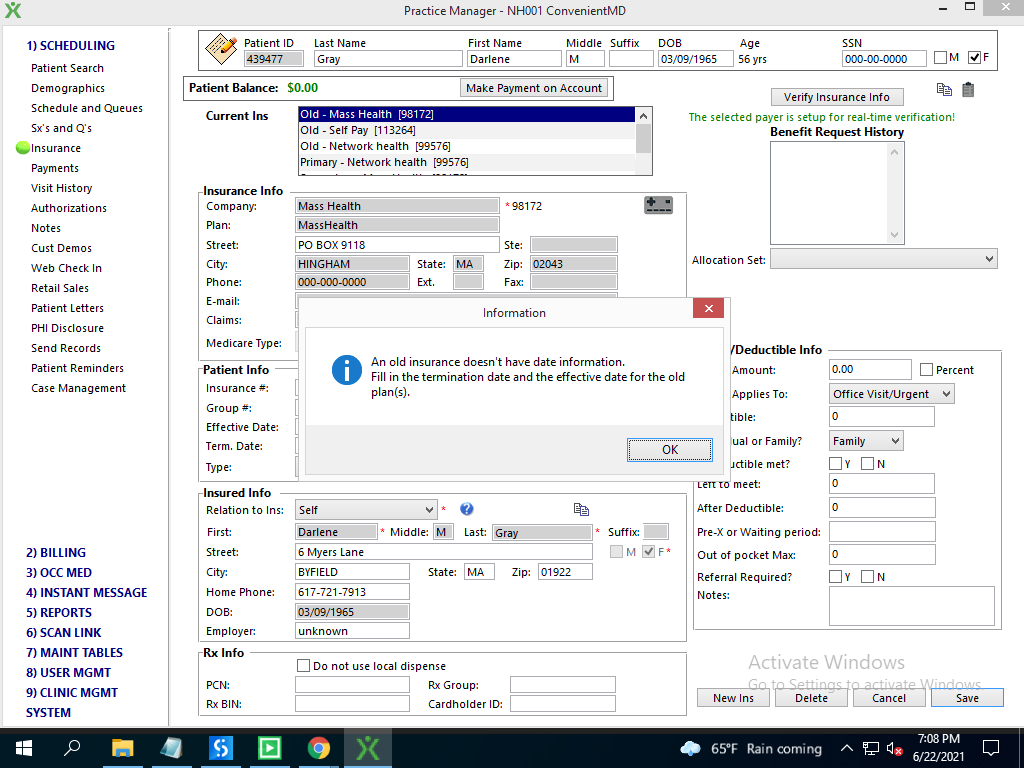 Practice Manager - NH001 ConvenientMD
1) SCHEDULING
Patient Search
Demographics
Schedule and Queues
Sx's and Q's
Insurance
Payments
Visit History
Authorizations
Notes
Cust Demos
Web Check In
Retail Sales
Patient Letters
PHI Disclosure
Send Records
Patient Reminders
Case Management
2) BILLING
3) OCC MED
4) INSTANT MESSAGE
5) REPORTS
6) SCAN LINK
7) MAINT TABLES
8) USER MGMT
9) CLINIC MGMT
SYSTEM
Patient ID Last Name First Name Middle Suffix DOB Age SSN
439477 Gray Darlene M 03/09/1965 56 yrs 000-00-0000 M F
Patient Balance: $0.00 Make Payment on Account
Current Ins
Old - Mass Health [98172]
Old - Self Pay [113264]
Old - Network health [99576]
Primary - Network health [99576]
Verify Insurance Info
The selected payer is setup for real-time verification!
Benefit Request History
Allocation Set:
Insurance Info
Company: Mass Health * 98172
Plan: MassHealth
Street: PO BOX 9118 Ste:
City: HINGHAM State: MA Zip: 02043
Phone: 000-000-0000 Ext. Fax:
E-mail:
Claims:
Medicare Type:
Information
An old insurance doesn't have date information.
Fill in the termination date and the effective date for the old
plan(s).
OK
Patient Info
Insurance #:
Group #:
Effective Date:
Term. Date:
Type:
/Deductible Info
Amount: 0.00 Percent
Applies To: Office Visit/Urgent
tible: 0
ual or Family? Family
uctible met? Y N
Left to meet: 0
After Deductible: 0
Pre-X or Waiting period:
Out of pocket Max: 0
Referral Required? Y N
Notes:
Insured Info
Relation to Ins: Self *
First: Darlene * Middle: M Last: Gray * Suffix:
Street: 6 Myers Lane M F *
City: BYFIELD State: MA Zip: 01922
Home Phone: 617-721-7913
DOB: 03/09/1965
Employer: unknown
Rx Info
Do not use local dispense
PCN: Rx Group:
Rx BIN: Cardholder ID:
Activate Windows
Go to Settings to activate Windows.
New Ins Delete Cancel Save
65°F Rain coming
7:08 PM
6/22/2021